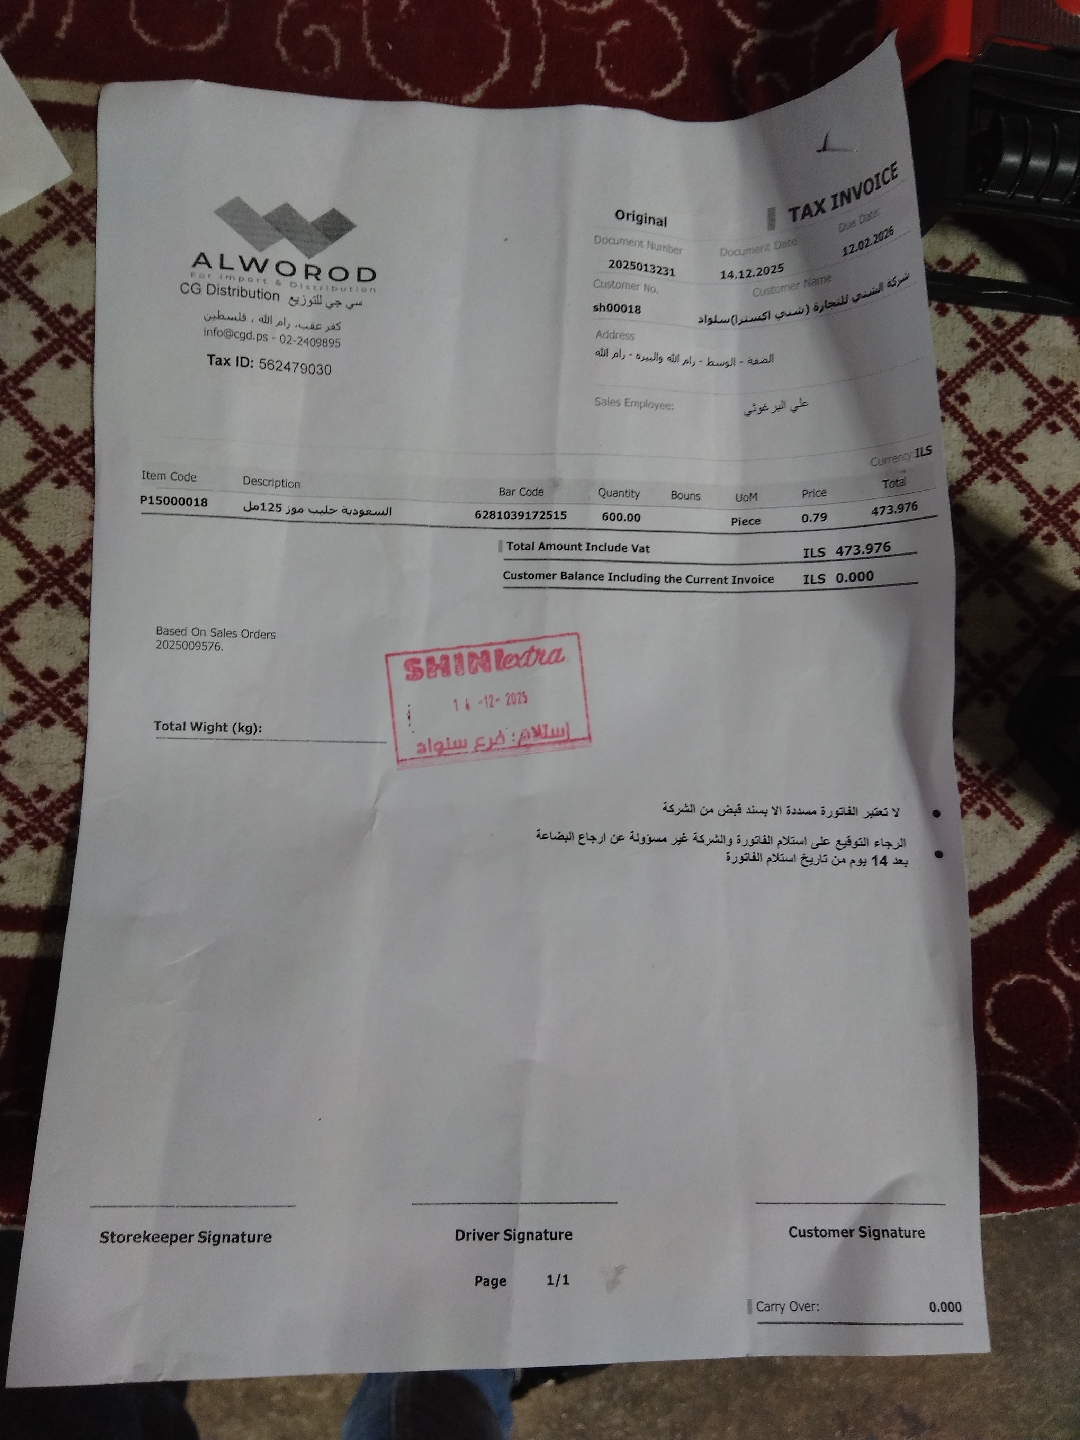 TAX INVOICE
Original
Document Number
Document Date
Due Date:
2025013231
14.12.2025
12.02.2026
Customer No.
Customer Name
sh00018
شركة الشني للتجارة (شني اكسترا)سلواد
Address
الضفة - الوسط - رام الله والبيرة - رام الله
Sales Employee:
علي البرغوثي
ALWOROD
For Import & Distribution
CG Distribution سي جي للتوزيع
كفر عقب، رام الله ، فلسطين
info@cgd.ps - 02-2409895
Tax ID: 562479030
Currency:ILS
Item Code Description Bar Code Quantity Bouns UoM Price Total
P15000018 السعودية حليب موز 125مل 6281039172515 600.00 Piece 0.79 473.976
Total Amount Include Vat ILS 473.976
Customer Balance Including the Current Invoice ILS 0.000
Based On Sales Orders
2025009576.
SHINI extra
14 -12- 2025
إستلام: فرع سلواد
Total Wight (kg):
لا تعتبر الفاتورة مسددة الا بسند قبض من الشركة
الرجاء التوقيع على استلام الفاتورة والشركة غير مسؤولة عن ارجاع البضاعة
بعد 14 يوم من تاريخ استلام الفاتورة
Storekeeper Signature
Driver Signature
Customer Signature
Page 1/1
Carry Over: 0.000